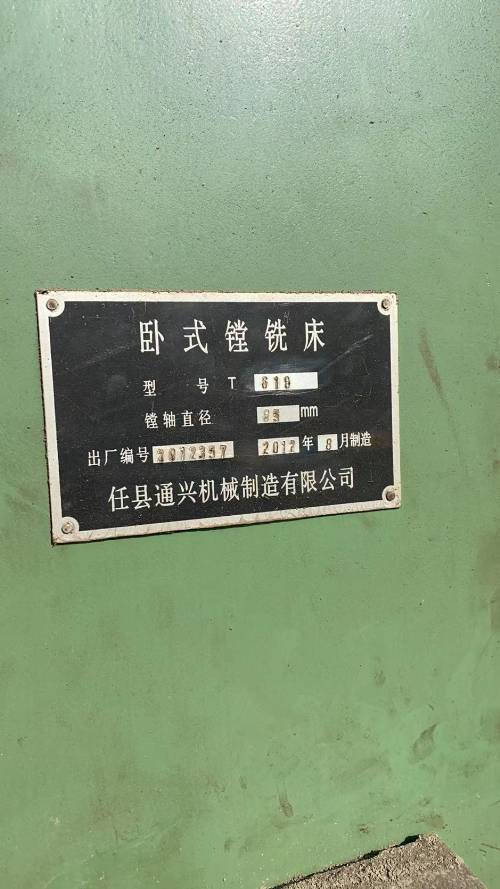 卧式镗铣床
型 号 T 619
镗轴直径 85 mm
出厂编号 2012357 2012 年 8 月制造
任县通兴机械制造有限公司